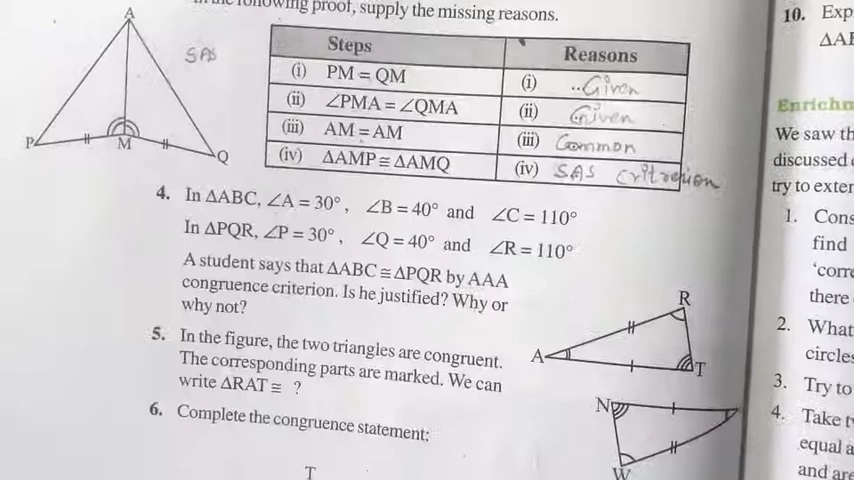 following proof, supply the missing reasons.
A
SAS
P
M
Q
Steps Reasons
(i) PM = QM (i) ..Given
(ii) ∠PMA = ∠QMA (ii) Given
(iii) AM = AM (iii) Common
(iv) ΔAMP ≅ ΔAMQ (iv) SAS
4. In ΔABC, ∠A = 30°, ∠B = 40° and ∠C = 110°
In ΔPQR, ∠P = 30°, ∠Q = 40° and ∠R = 110°
A student says that ΔABC ≅ ΔPQR by AAA
congruence criterion. Is he justified? Why or
why not?
R
A
T
5. In the figure, the two triangles are congruent.
The corresponding parts are marked. We can
write ΔRAT ≅ ?
N
W
6. Complete the congruence statement:
T
10. Exp
Enrichm
We saw th
discussed
try to exter
1. Cons
find
'corre
there
2. What
circles
3. Try to
4. Take tv
equal a
and are